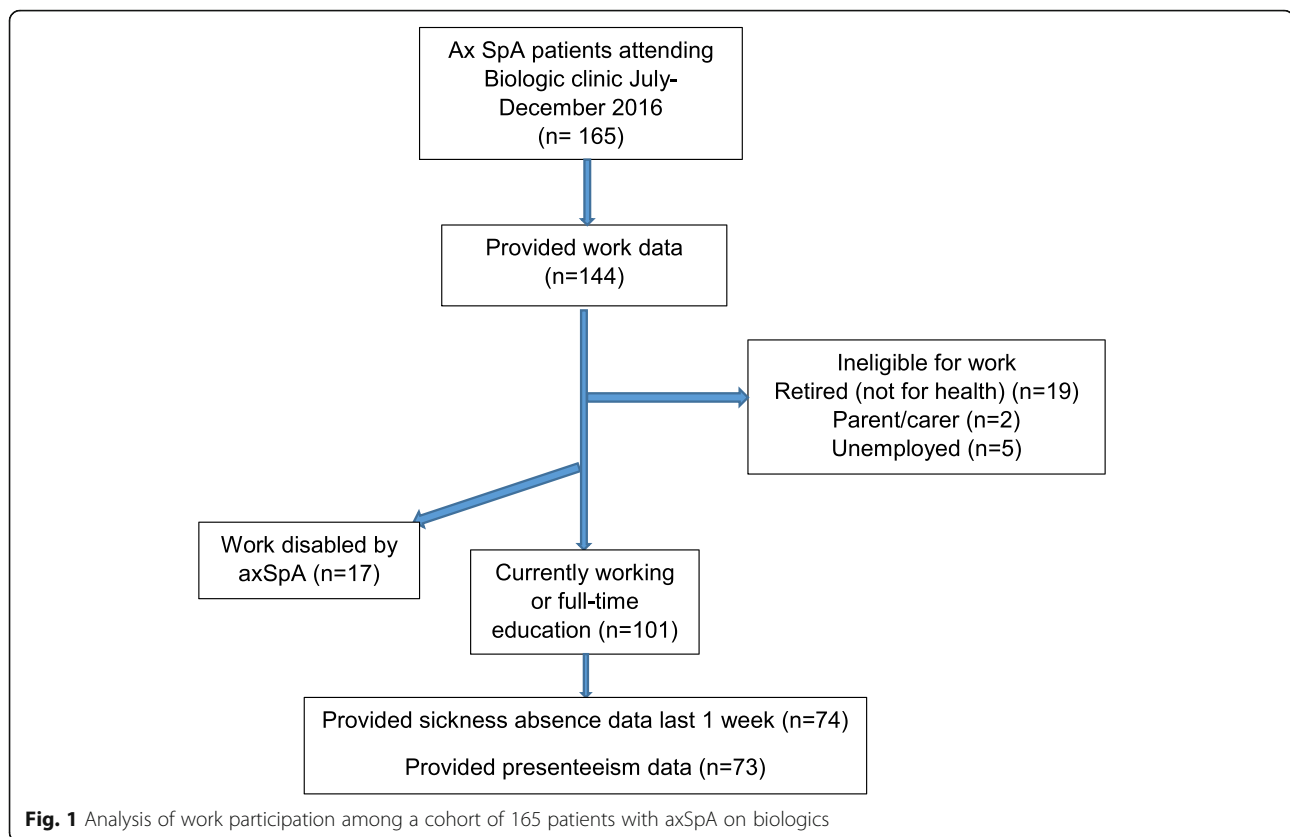 Ax SpA patients attending
Biologic clinic July-
December 2016
(n= 165)
Provided work data
(n=144)
Ineligible for work
Retired (not for health) (n=19)
Parent/carer (n=2)
Unemployed (n=5)
Work disabled by
axSpA (n=17)
Currently working
or full-time
education (n=101)
Provided sickness absence data last 1 week (n=74)
Provided presenteeism data (n=73)
Fig. 1 Analysis of work participation among a cohort of 165 patients with axSpA on biologics